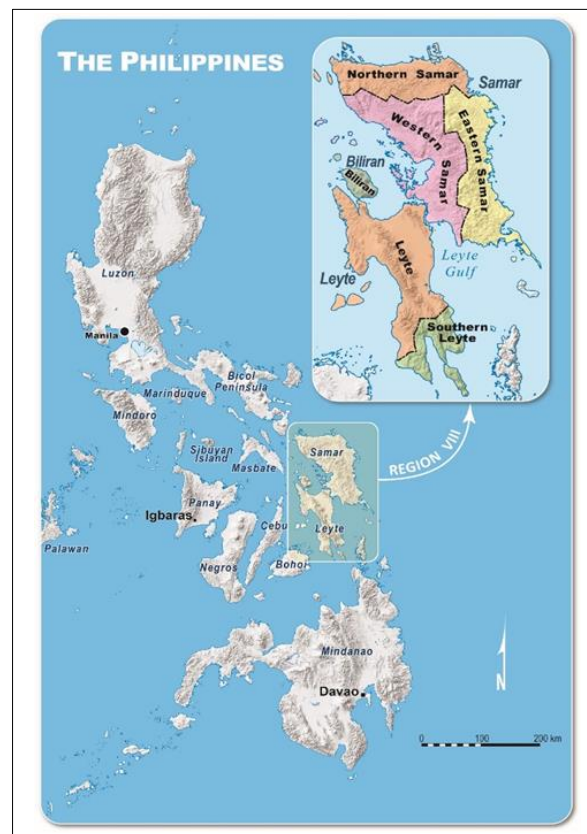 THE PHILIPPINES
Northern Samar
Samar
Western Samar
Eastern Samar
Biliran
Biliran
Leyte
Leyte
Leyte Gulf
Southern Leyte
Luzon
Manila
Bicol Peninsula
Marinduque
Mindoro
Sibuyan Island
Masbate
Samar
REGION VIII
Panay
Igbaras
Cebu
Leyte
Palawan
Negros
Bohol
Mindanao
Davao
N
0 100 200 km